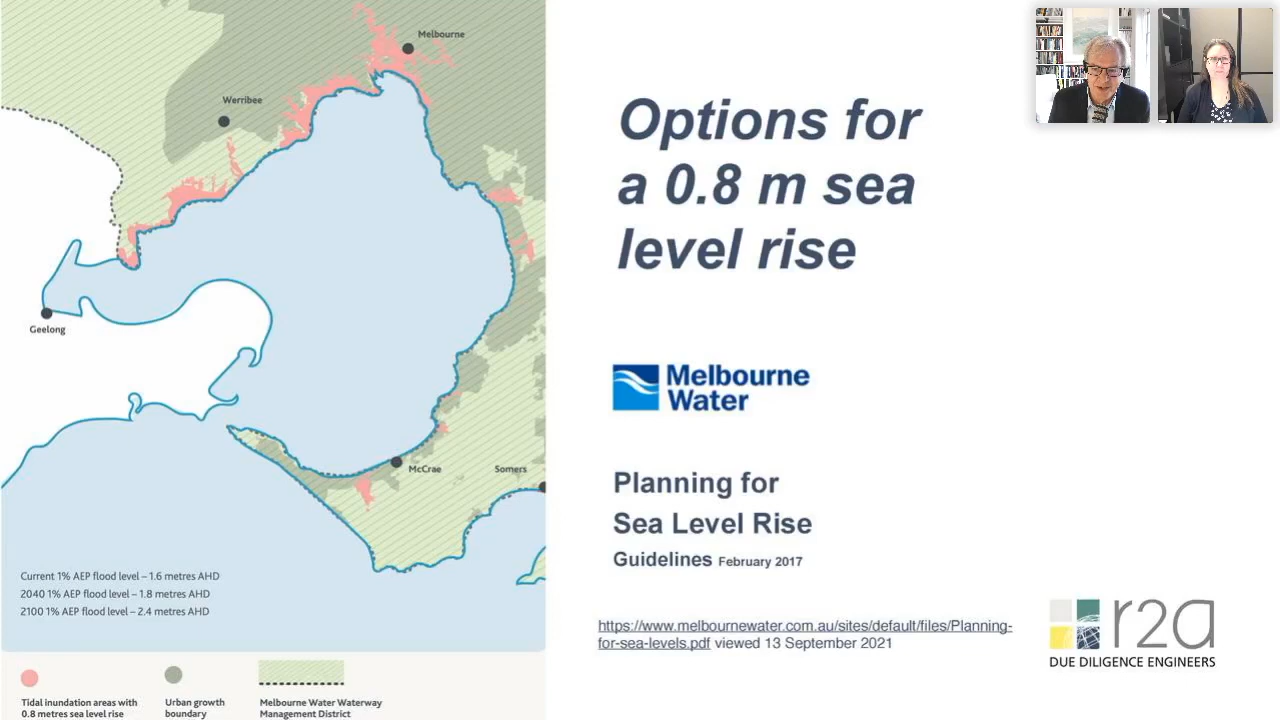 Melbourne
Werribee
Geelong
McCrae
Somers
Current 1% AEP flood level – 1.6 metres AHD
2040 1% AEP flood level – 1.8 metres AHD
2100 1% AEP flood level – 2.4 metres AHD
Tidal inundation areas with
0.8 metres sea level rise
Urban growth
boundary
Melbourne Water Waterway
Management District
Options for
a 0.8 m sea
level rise
Melbourne
Water
Planning for
Sea Level Rise
Guidelines February 2017
https://www.melbournewater.com.au/sites/default/files/Planning-
for-sea-levels.pdf viewed 13 September 2021
r2a
DUE DILIGENCE ENGINEERS